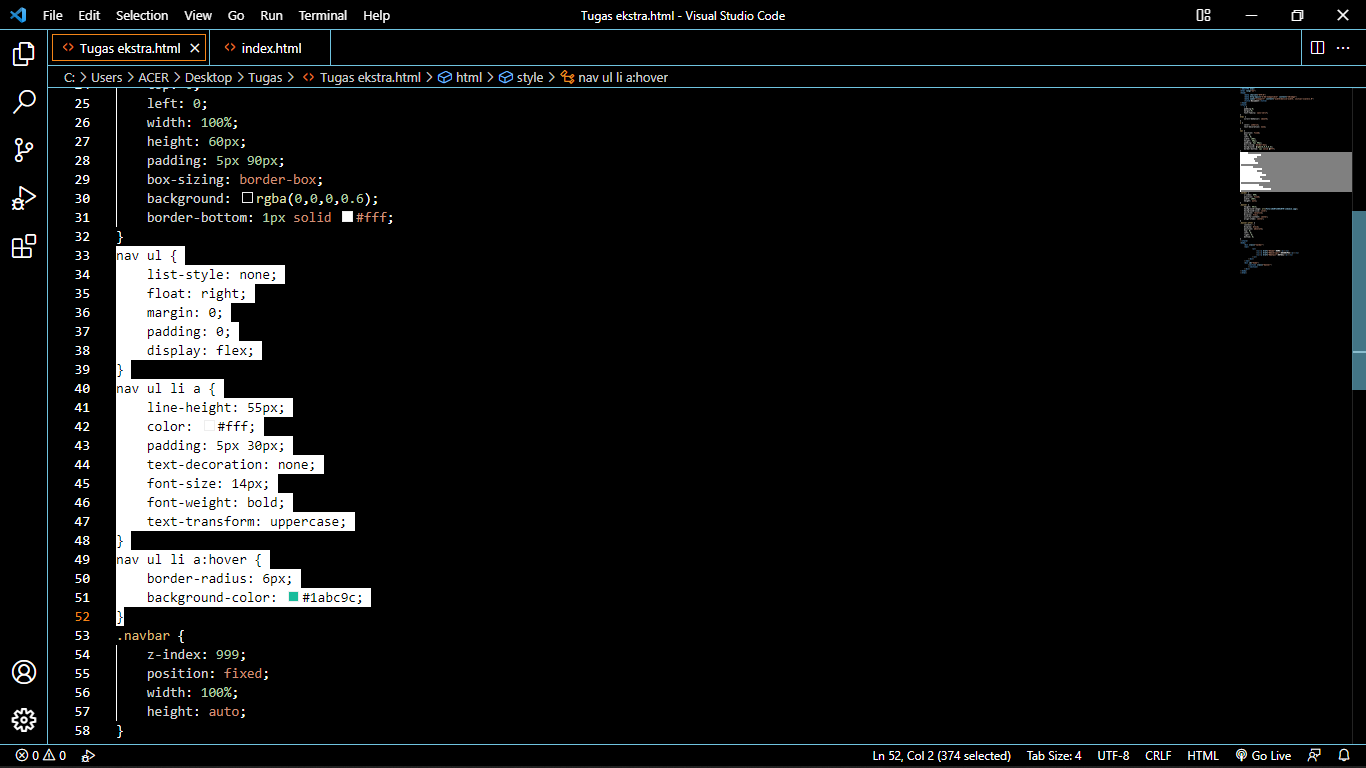 File Edit Selection View Go Run Terminal Help
Tugas ekstra.html - Visual Studio Code
Tugas ekstra.html
index.html
C: > Users > ACER > Desktop > Tugas > Tugas ekstra.html > html > style > nav ul li a:hover
25 left: 0;
26 width: 100%;
27 height: 60px;
28 padding: 5px 90px;
29 box-sizing: border-box;
30 background: rgba(0,0,0,0.6);
31 border-bottom: 1px solid #fff;
32 }
33 nav ul {
34 list-style: none;
35 float: right;
36 margin: 0;
37 padding: 0;
38 display: flex;
39 }
40 nav ul li a {
41 line-height: 55px;
42 color: #fff;
43 padding: 5px 30px;
44 text-decoration: none;
45 font-size: 14px;
46 font-weight: bold;
47 text-transform: uppercase;
48 }
49 nav ul li a:hover {
50 border-radius: 6px;
51 background-color: #1abc9c;
52 }
53 .navbar {
54 z-index: 999;
55 position: fixed;
56 width: 100%;
57 height: auto;
58 }
0 0
Ln 52, Col 2 (374 selected) Tab Size: 4 UTF-8 CRLF HTML Go Live